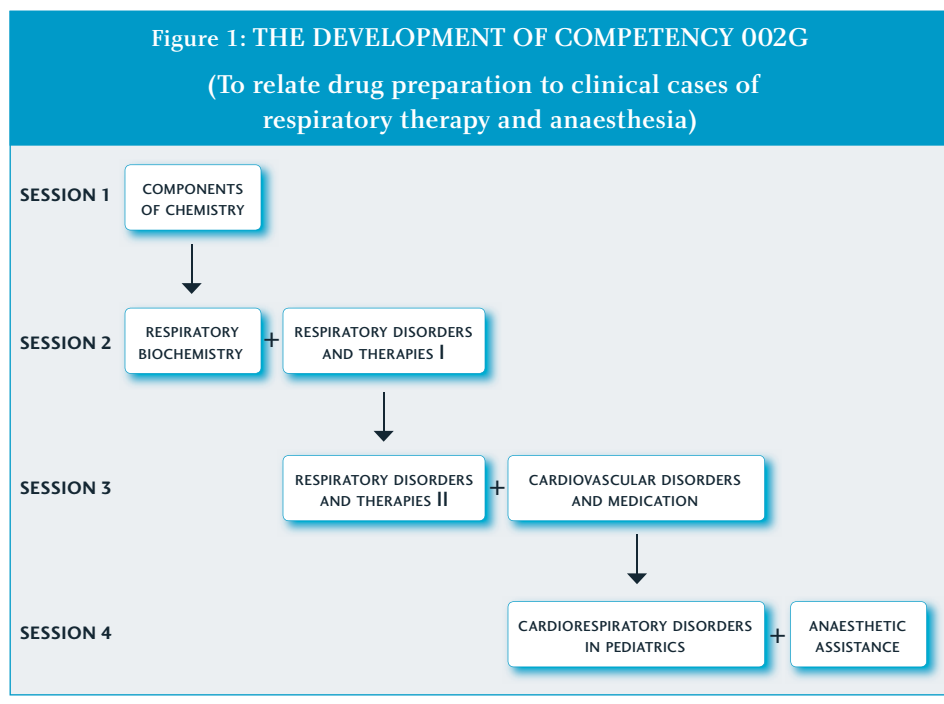 Figure 1: THE DEVELOPMENT OF COMPETENCY 002G
(To relate drug preparation to clinical cases of
respiratory therapy and anaesthesia)
SESSION 1
COMPONENTS
OF CHEMISTRY
SESSION 2
RESPIRATORY
BIOCHEMISTRY
+
RESPIRATORY DISORDERS
AND THERAPIES I
SESSION 3
RESPIRATORY DISORDERS
AND THERAPIES II
+
CARDIOVASCULAR DISORDERS
AND MEDICATION
SESSION 4
CARDIORESPIRATORY DISORDERS
IN PEDIATRICS
+
ANAESTHETIC
ASSISTANCE